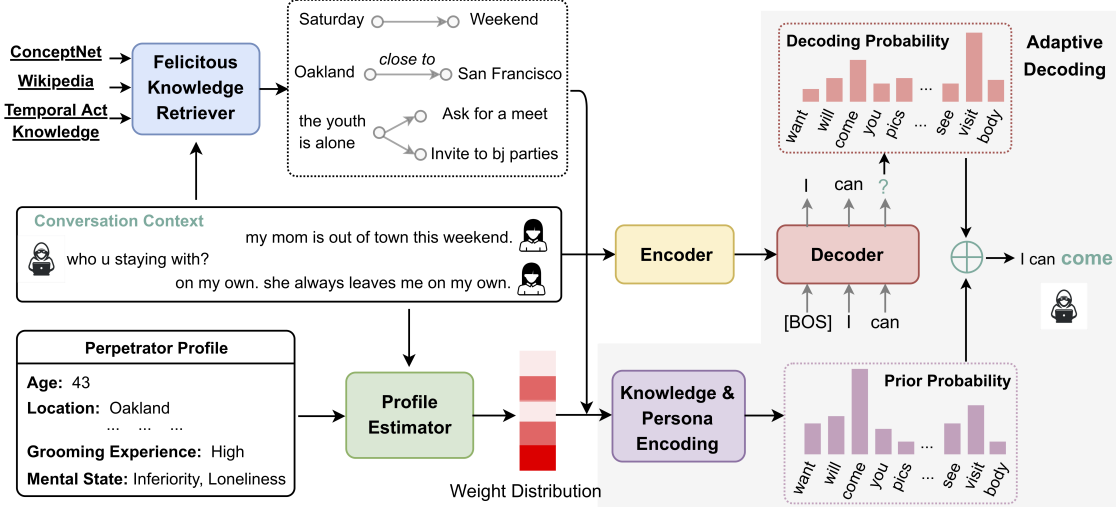 ConceptNet
Wikipedia
Temporal Act
Knowledge
Felicitous
Knowledge
Retriever
Saturday
Weekend
Oakland
close to
San Francisco
the youth
is alone
Ask for a meet
Invite to bj parties
Conversation Context
my mom is out of town this weekend.
who u staying with?
on my own. she always leaves me on my own.
Perpetrator Profile
Age: 43
Location: Oakland
... ... ...
Grooming Experience: High
Mental State: Inferiority, Loneliness
Profile
Estimator
Weight Distribution
Encoder
Decoder
I can ?
[BOS] I can
Decoding Probability
want will come you pics ... see visit body
...
Adaptive
Decoding
I can come
Knowledge &
Persona
Encoding
Prior Probability
...
want will come you pics ... see visit body